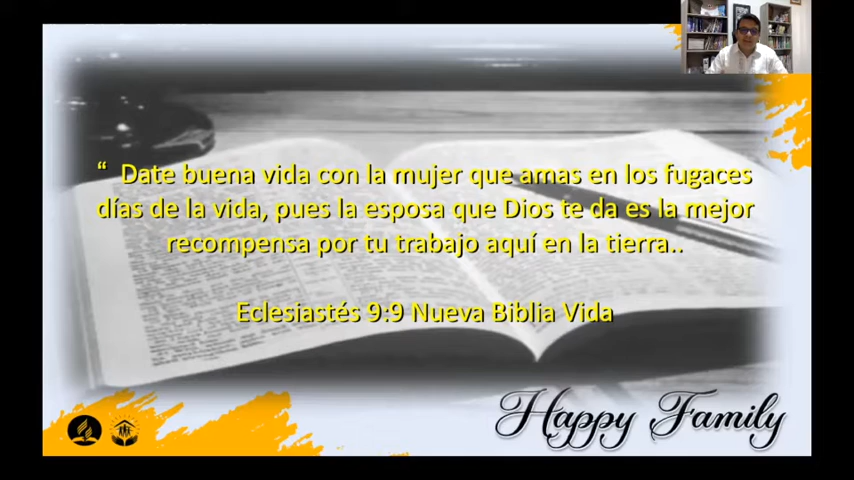 “ Date buena vida con la mujer que amas en los fugaces
días de la vida, pues la esposa que Dios te da es la mejor
recompensa por tu trabajo aquí en la tierra..
Eclesiastés 9:9 Nueva Biblia Vida
Happy Family